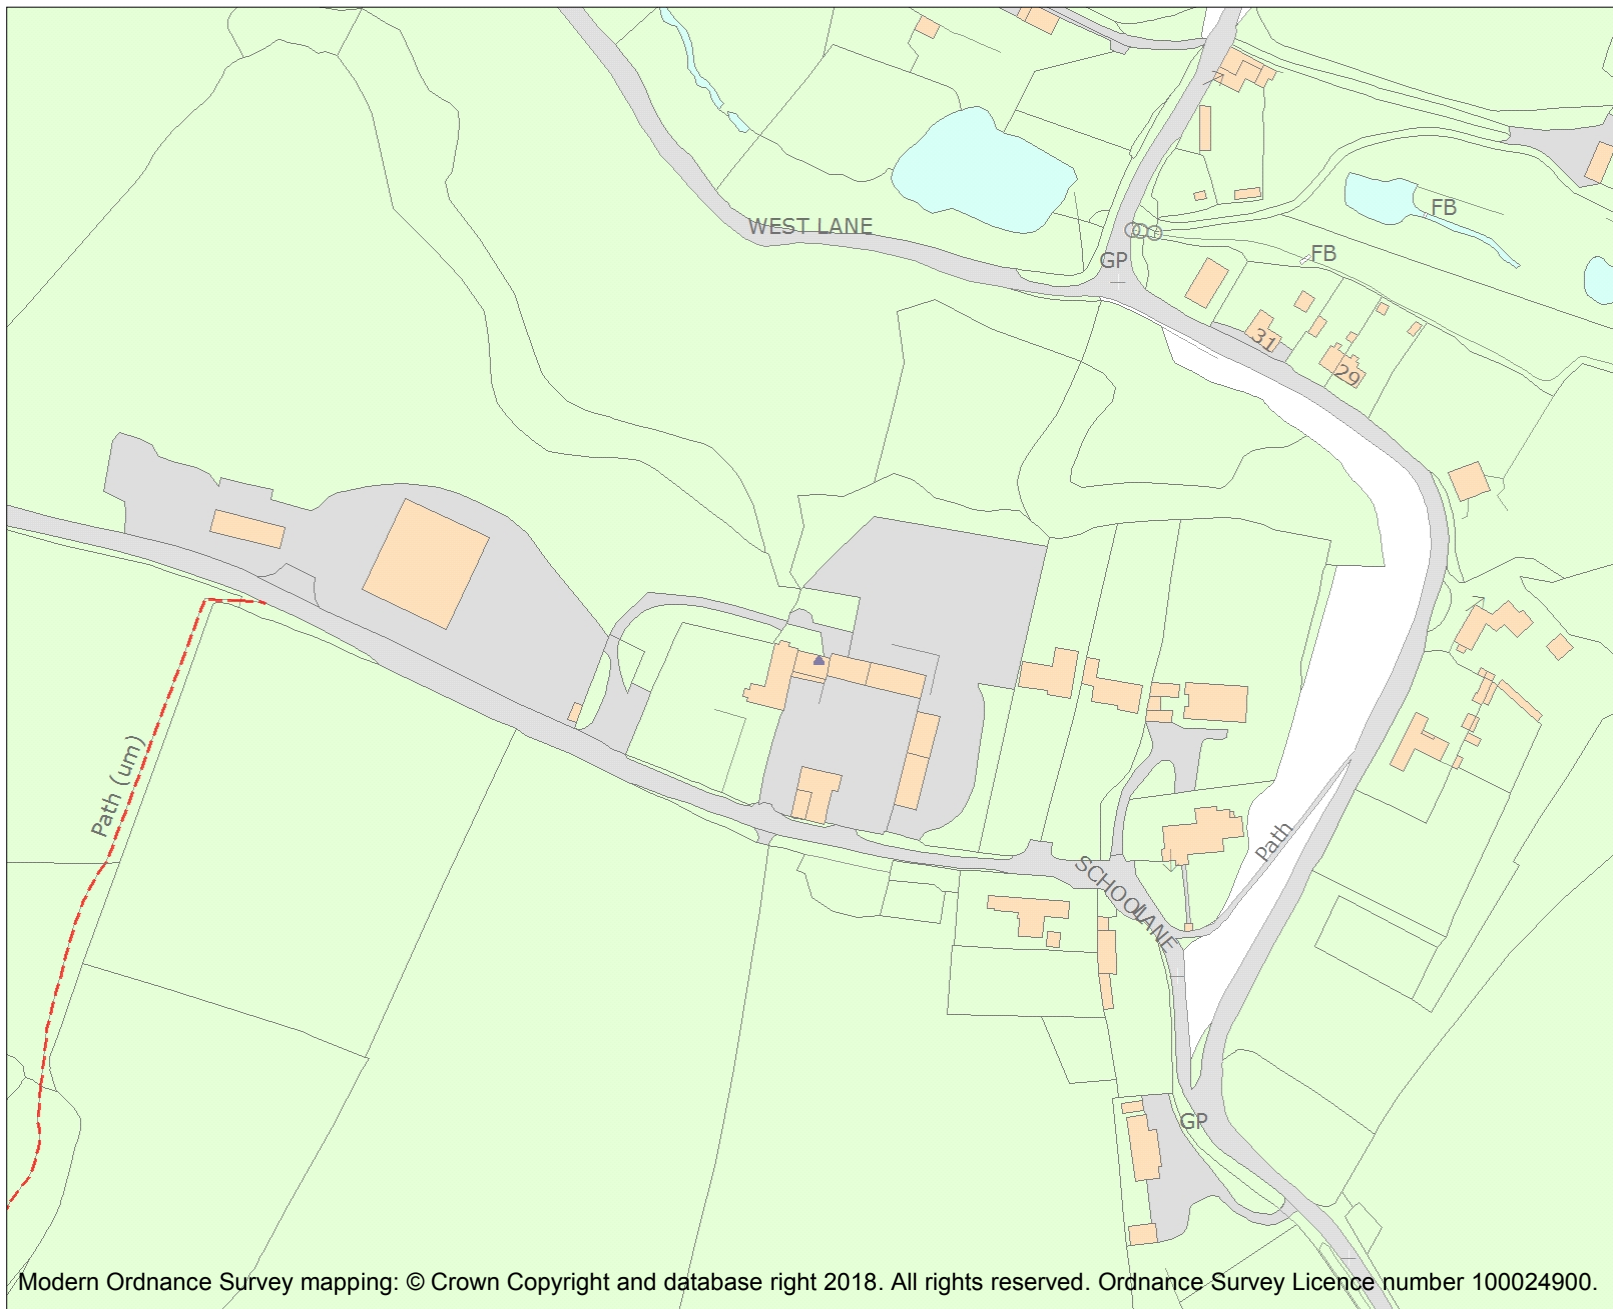 WEST LANE
FB
FB
GP
31
29
Path (um)
Path
SCHOOL LANE
GP
Modern Ordnance Survey mapping: © Crown Copyright and database right 2018. All rights reserved. Ordnance Survey Licence number 100024900.